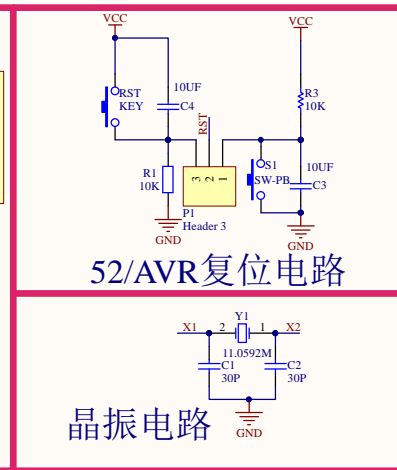 VCC
VCC
RST
KEY
10UF
C4
RST
R3
10K
R1
10K
3
2
1
S1
SW-PB
10UF
C3
P1
Header 3
GND
GND
52/AVR复位电路
Y1
X1
2
1
X2
11.0592M
C1
30P
C2
30P
晶振电路
GND